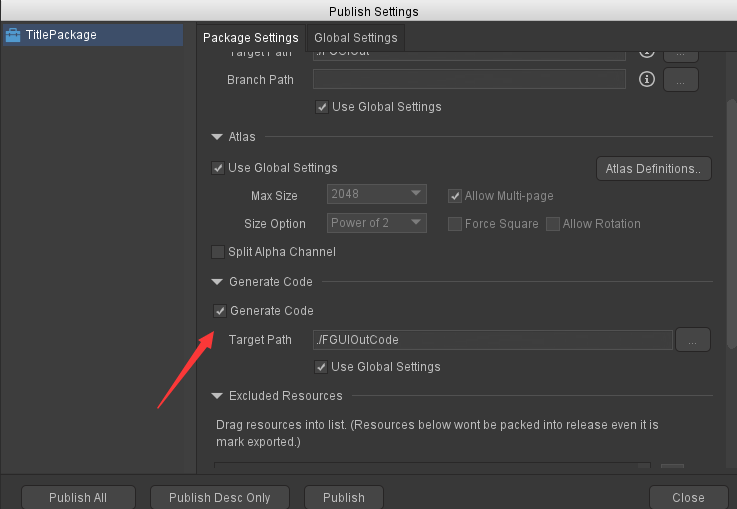 Publish Settings
TitlePackage
Package Settings
Global Settings
Target Path
./FGUIOut
...
Branch Path
...
Use Global Settings
Atlas
Use Global Settings
Atlas Definitions..
Max Size
2048
Allow Multi-page
Size Option
Power of 2
Force Square
Allow Rotation
Split Alpha Channel
Generate Code
Generate Code
Target Path
./FGUIOutCode
...
Use Global Settings
Excluded Resources
Drag resources into list. (Resources below wont be packed into release even it is
mark exported.)
Publish All
Publish Desc Only
Publish
Close